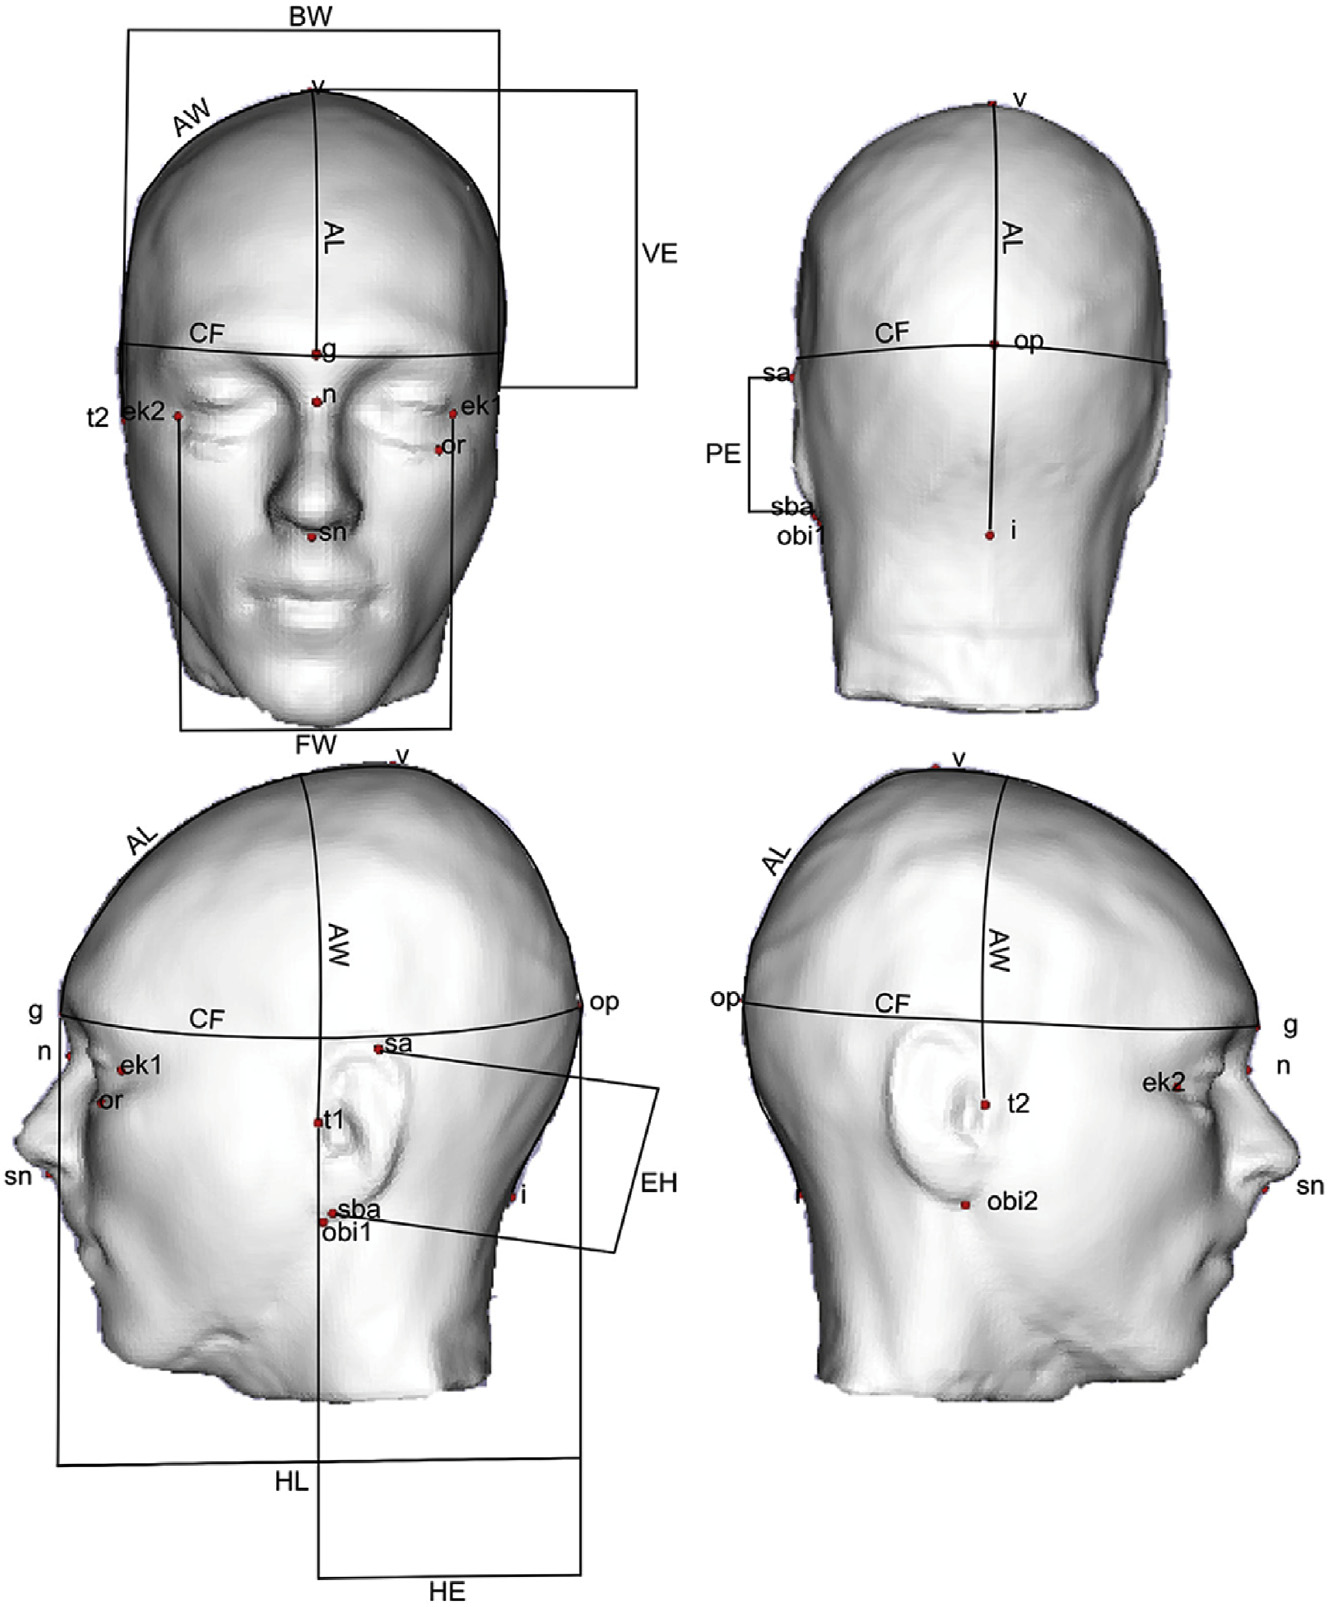 BW
v
AW
AL
VE
CF
g
n
t2
ek2
ek1
or
sn
FW
v
AL
CF
op
sa
PE
sba
obi1
i
v
AL
AW
g
CF
op
n
sa
ek1
or
t1
sn
EH
i
sba
obi1
HL
HE
v
AL
AW
op
CF
g
n
ek2
t2
sn
obi2